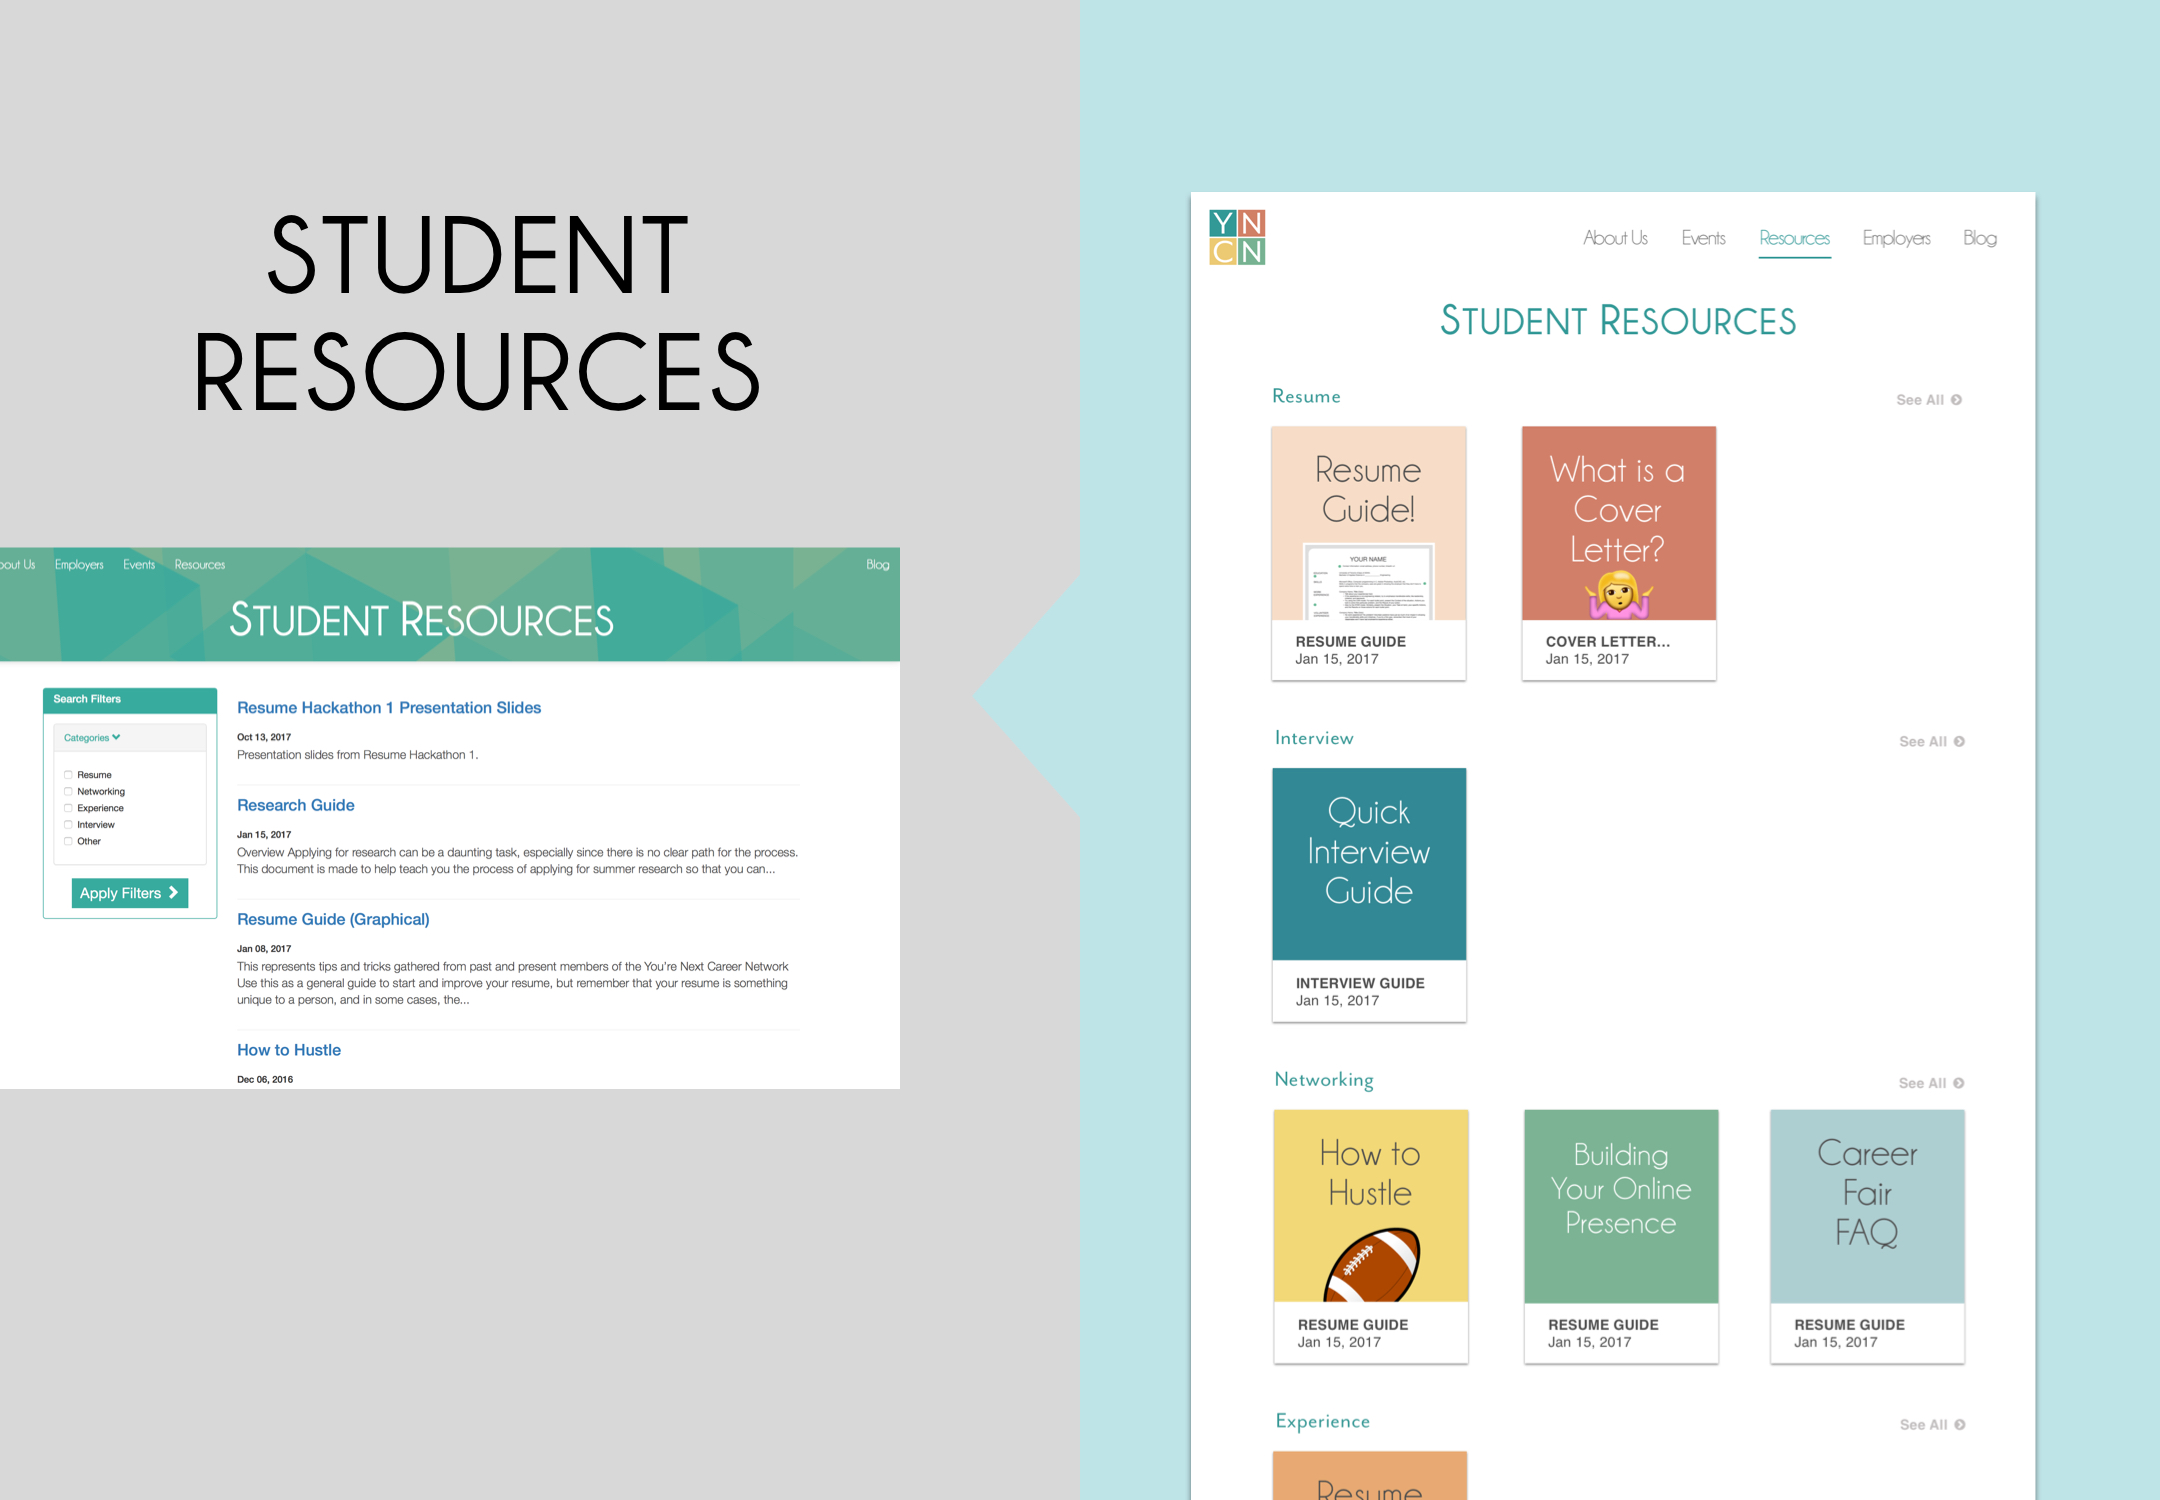 STUDENT
RESOURCES
out Us Employers Events Resources Blog
STUDENT RESOURCES
Search Filters
Categories
Resume
Networking
Experience
Interview
Other
Apply Filters
Resume Hackathon 1 Presentation Slides
Oct 13, 2017
Presentation slides from Resume Hackathon 1.
Research Guide
Jan 15, 2017
Overview Applying for research can be a daunting task, especially since there is no clear path for the process.
This document is made to help teach you the process of applying for summer research so that you can...
Resume Guide (Graphical)
Jan 08, 2017
This represents tips and tricks gathered from past and present members of the You're Next Career Network
Use this as a general guide to start and improve your resume, but remember that your resume is something
unique to a person, and in some cases, the...
How to Hustle
Dec 06, 2016
YN
CN
About Us Events Resources Employers Blog
STUDENT RESOURCES
Resume See All
Resume
Guide!
YOUR NAME
RESUME GUIDE
Jan 15, 2017
What is a
Cover
Letter?
COVER LETTER...
Jan 15, 2017
Interview See All
Quick
Interview
Guide
INTERVIEW GUIDE
Jan 15, 2017
Networking See All
How to
Hustle
RESUME GUIDE
Jan 15, 2017
Building
Your Online
Presence
RESUME GUIDE
Jan 15, 2017
Career
Fair
FAQ
RESUME GUIDE
Jan 15, 2017
Experience See All
Resume